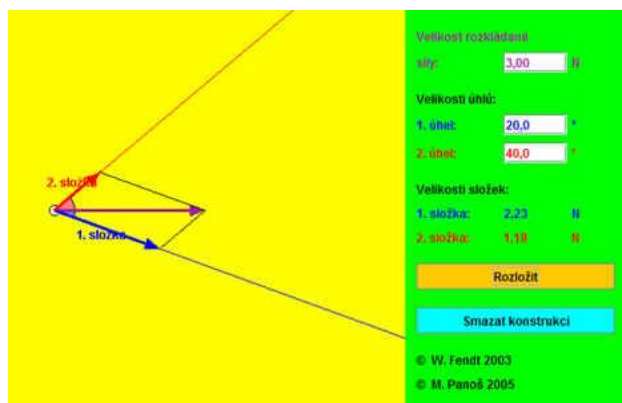 Velikost rozkládané
síly: 3,00 N
Velikosti úhlů:
1. úhel: 20,0 °
2. úhel: 40,0 °
Velikosti složek:
1. složka: 2,23 N
2. složka: 1,18 N
Rozložit
Smazat konstrukci
© W. Fendt 2003
© M. Panoš 2005
2. složka
1. složka